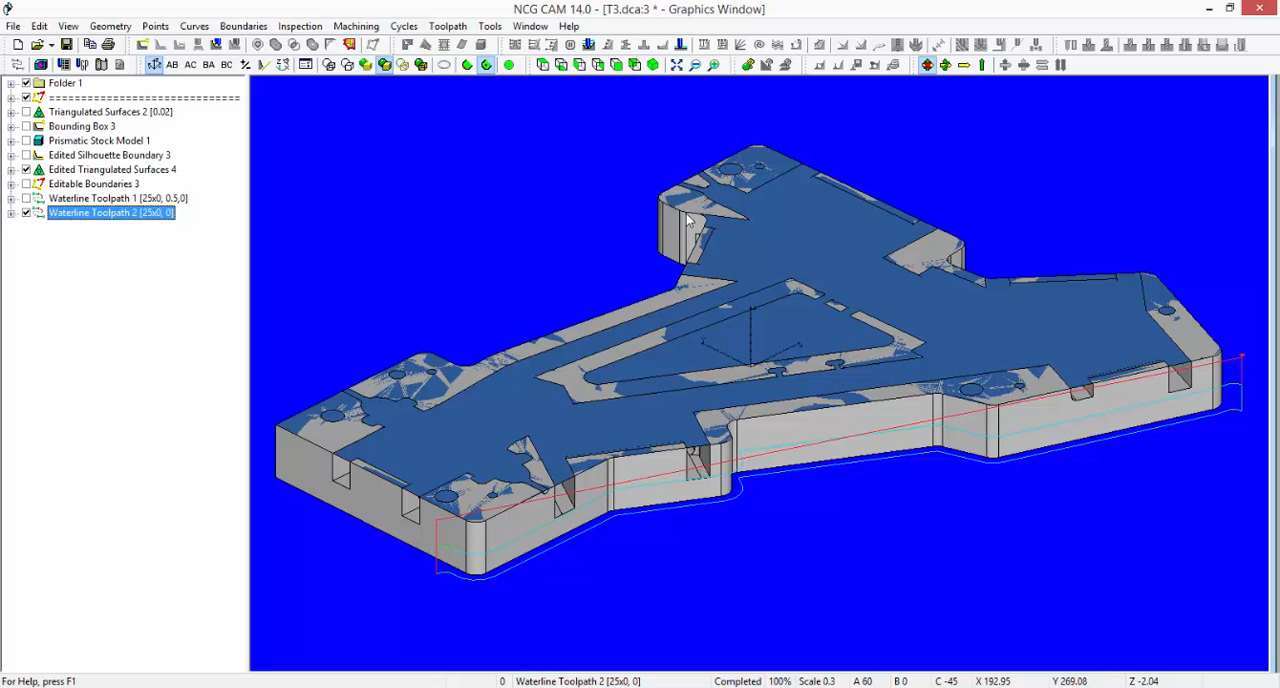 NCG CAM 14.0 - [T3.dca:3 * - Graphics Window]
File Edit View Geometry Points Curves Boundaries Inspection Machining Cycles Toolpath Tools Window Help
AB AC BA BC
Folder 1
==============================
Triangulated Surfaces 2 [0.02]
Bounding Box 3
Prismatic Stock Model 1
Edited Silhouette Boundary 3
Edited Triangulated Surfaces 4
Editable Boundaries 3
Waterline Toolpath 1 [25x0, 0.5,0]
Waterline Toolpath 2 [25x0, 0]
For Help, press F1 0 Waterline Toolpath 2 [25x0, 0] Completed 100% Scale 0.3 A 60 B 0 C -45 X 192.95 Y 269.08 Z -2.04